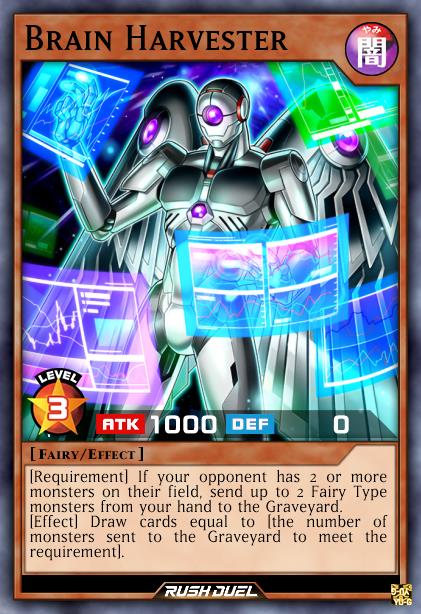 Brain Harvester
やみ
闇
LEVEL
3
ATK 1000 DEF 0
[Fairy/Effect]
[Requirement] If your opponent has 2 or more
monsters on their field, send up to 2 Fairy Type
monsters from your hand to the Graveyard.
[Effect] Draw cards equal to [the number of
monsters sent to the Graveyard to meet the
requirement].
RUSH DUEL